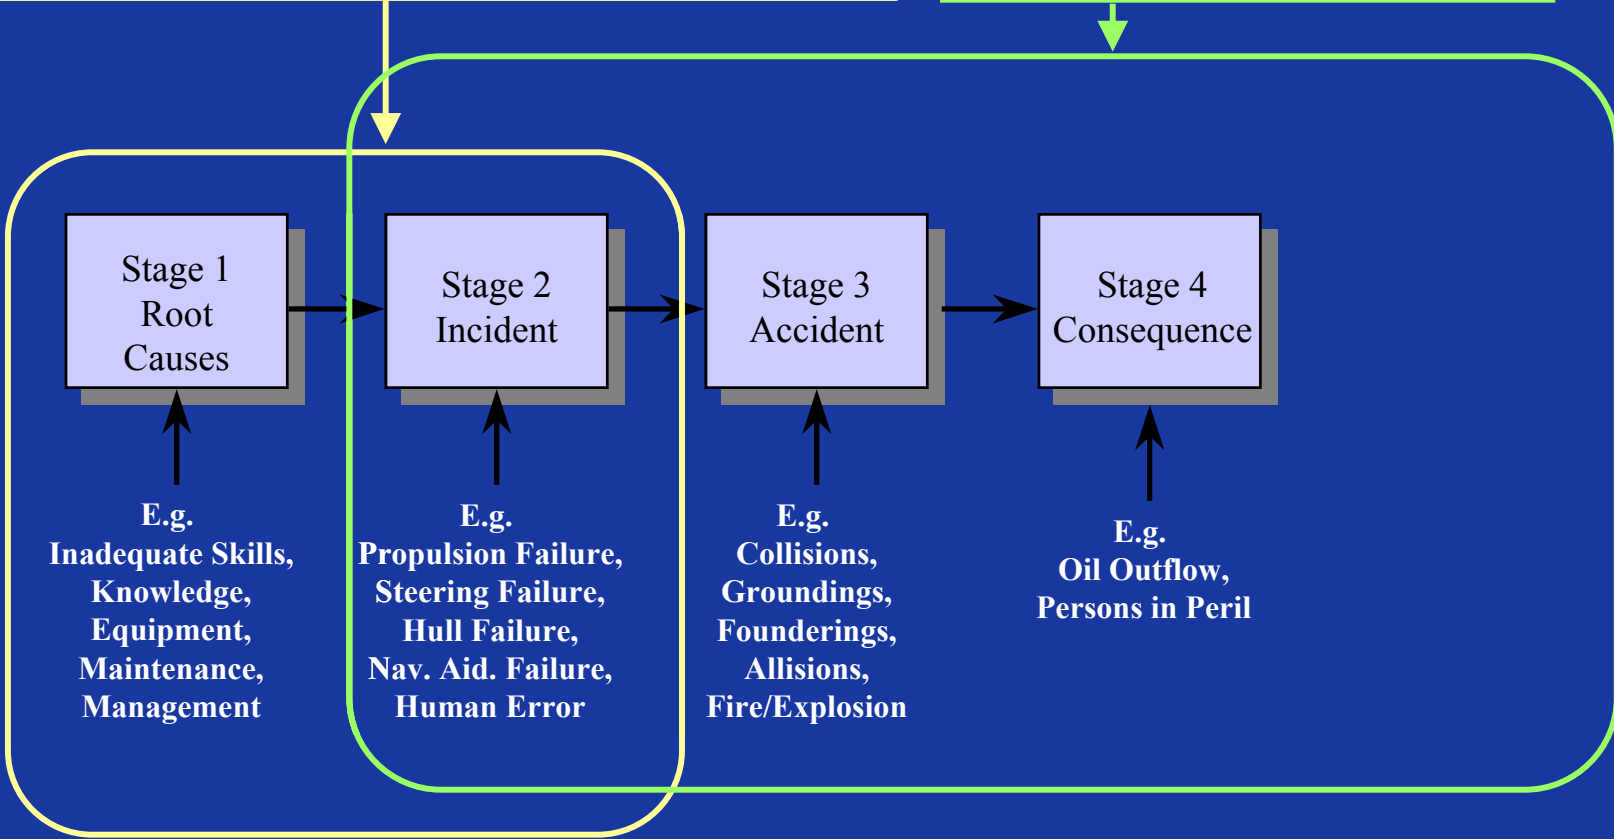 Stage 1
Root
Causes
Stage 2
Incident
Stage 3
Accident
Stage 4
Consequence
E.g.
Inadequate Skills,
Knowledge,
Equipment,
Maintenance,
Management
E.g.
Propulsion Failure,
Steering Failure,
Hull Failure,
Nav. Aid. Failure,
Human Error
E.g.
Collisions,
Groundings,
Founderings,
Allisions,
Fire/Explosion
E.g.
Oil Outflow,
Persons in Peril